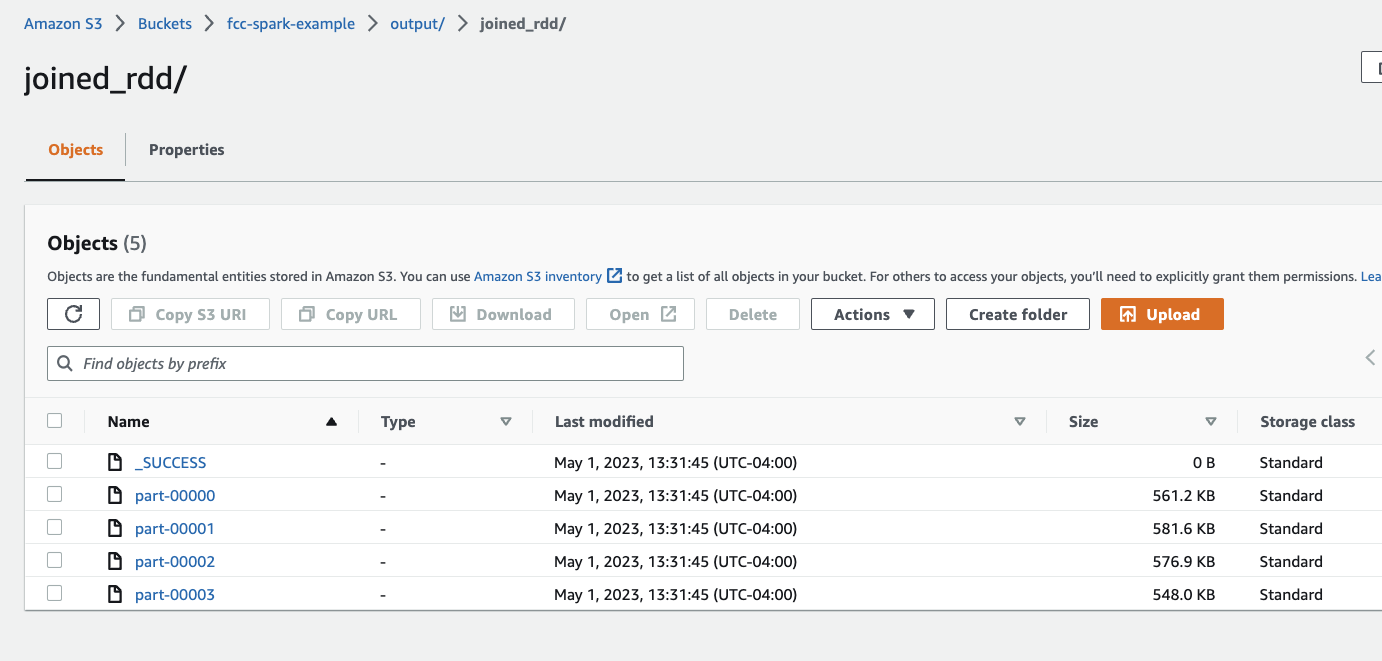 Amazon S3 > Buckets > fcc-spark-example > output/ > joined_rdd/
joined_rdd/
Objects Properties
Objects (5)
Objects are the fundamental entities stored in Amazon S3. You can use Amazon S3 inventory to get a list of all objects in your bucket. For others to access your objects, you’ll need to explicitly grant them permissions.
Copy S3 URI Copy URL Download Open Delete Actions Create folder Upload
Find objects by prefix
Name Type Last modified Size Storage class
_SUCCESS - May 1, 2023, 13:31:45 (UTC-04:00) 0 B Standard
part-00000 - May 1, 2023, 13:31:45 (UTC-04:00) 561.2 KB Standard
part-00001 - May 1, 2023, 13:31:45 (UTC-04:00) 581.6 KB Standard
part-00002 - May 1, 2023, 13:31:45 (UTC-04:00) 576.9 KB Standard
part-00003 - May 1, 2023, 13:31:45 (UTC-04:00) 548.0 KB Standard